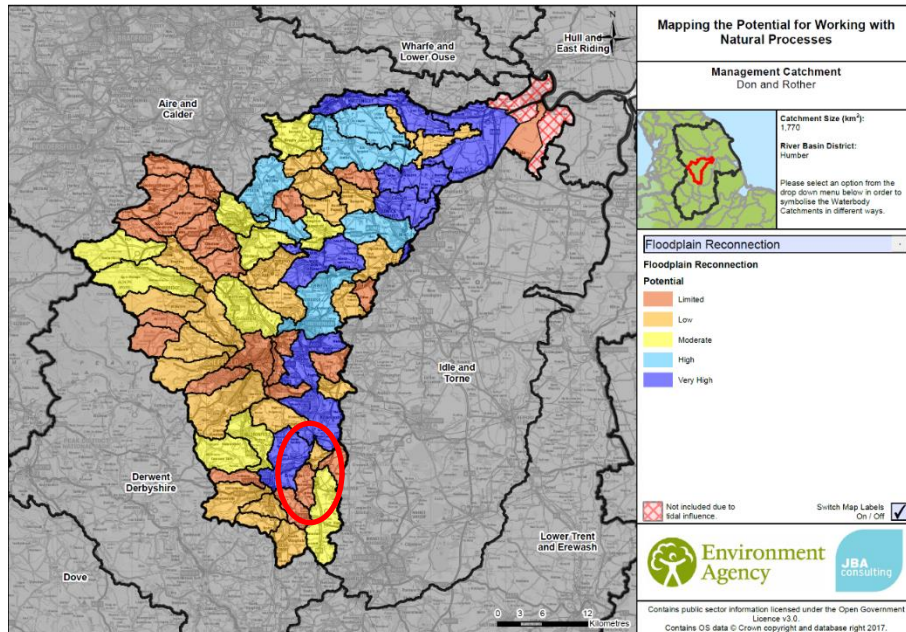 Hull and
East Riding
Wharfe and
Lower Ouse
Aire and
Calder
Idle and
Torne
Derwent
Derbyshire
Lower Trent
and Erewash
Dove
N
0 3 6 12
Kilometres
Mapping the Potential for Working with
Natural Processes
Management Catchment
Don and Rother
Catchment Size (km²):
1,770
River Basin District:
Humber
Please select an option from the
drop down menu below in order to
symbolise the Waterbody
Catchments in different ways.
Floodplain Reconnection
Floodplain Reconnection
Potential
Limited
Low
Moderate
High
Very High
Not included due to
tidal influence.
Switch Map Labels
On / Off
Environment
Agency
JBA
consulting
Contains public sector information licensed under the Open Government
Licence v3.0.
Contains OS data © Crown copyright and database right 2017.